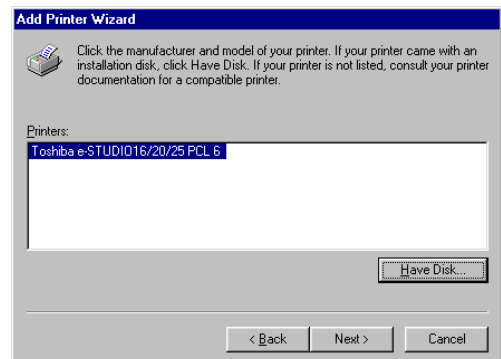 Add Printer Wizard
Click the manufacturer and model of your printer. If your printer came with an
installation disk, click Have Disk. If your printer is not listed, consult your printer
documentation for a compatible printer.
Printers:
Toshiba e-STUDIO16/20/25 PCL 6
Have Disk...
< Back
Next >
Cancel